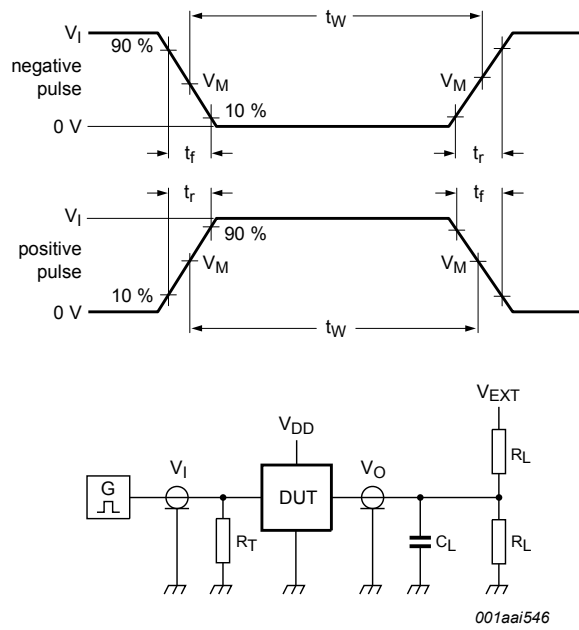 V_I
t_W
90 %
negative
pulse
V_M
V_M
10 %
0 V
t_f
t_r
t_r
t_f
V_I
90 %
positive
pulse
V_M
V_M
10 %
0 V
t_W
V_EXT
V_DD
R_L
V_I
V_O
G
DUT
R_T
C_L
R_L
001aai546